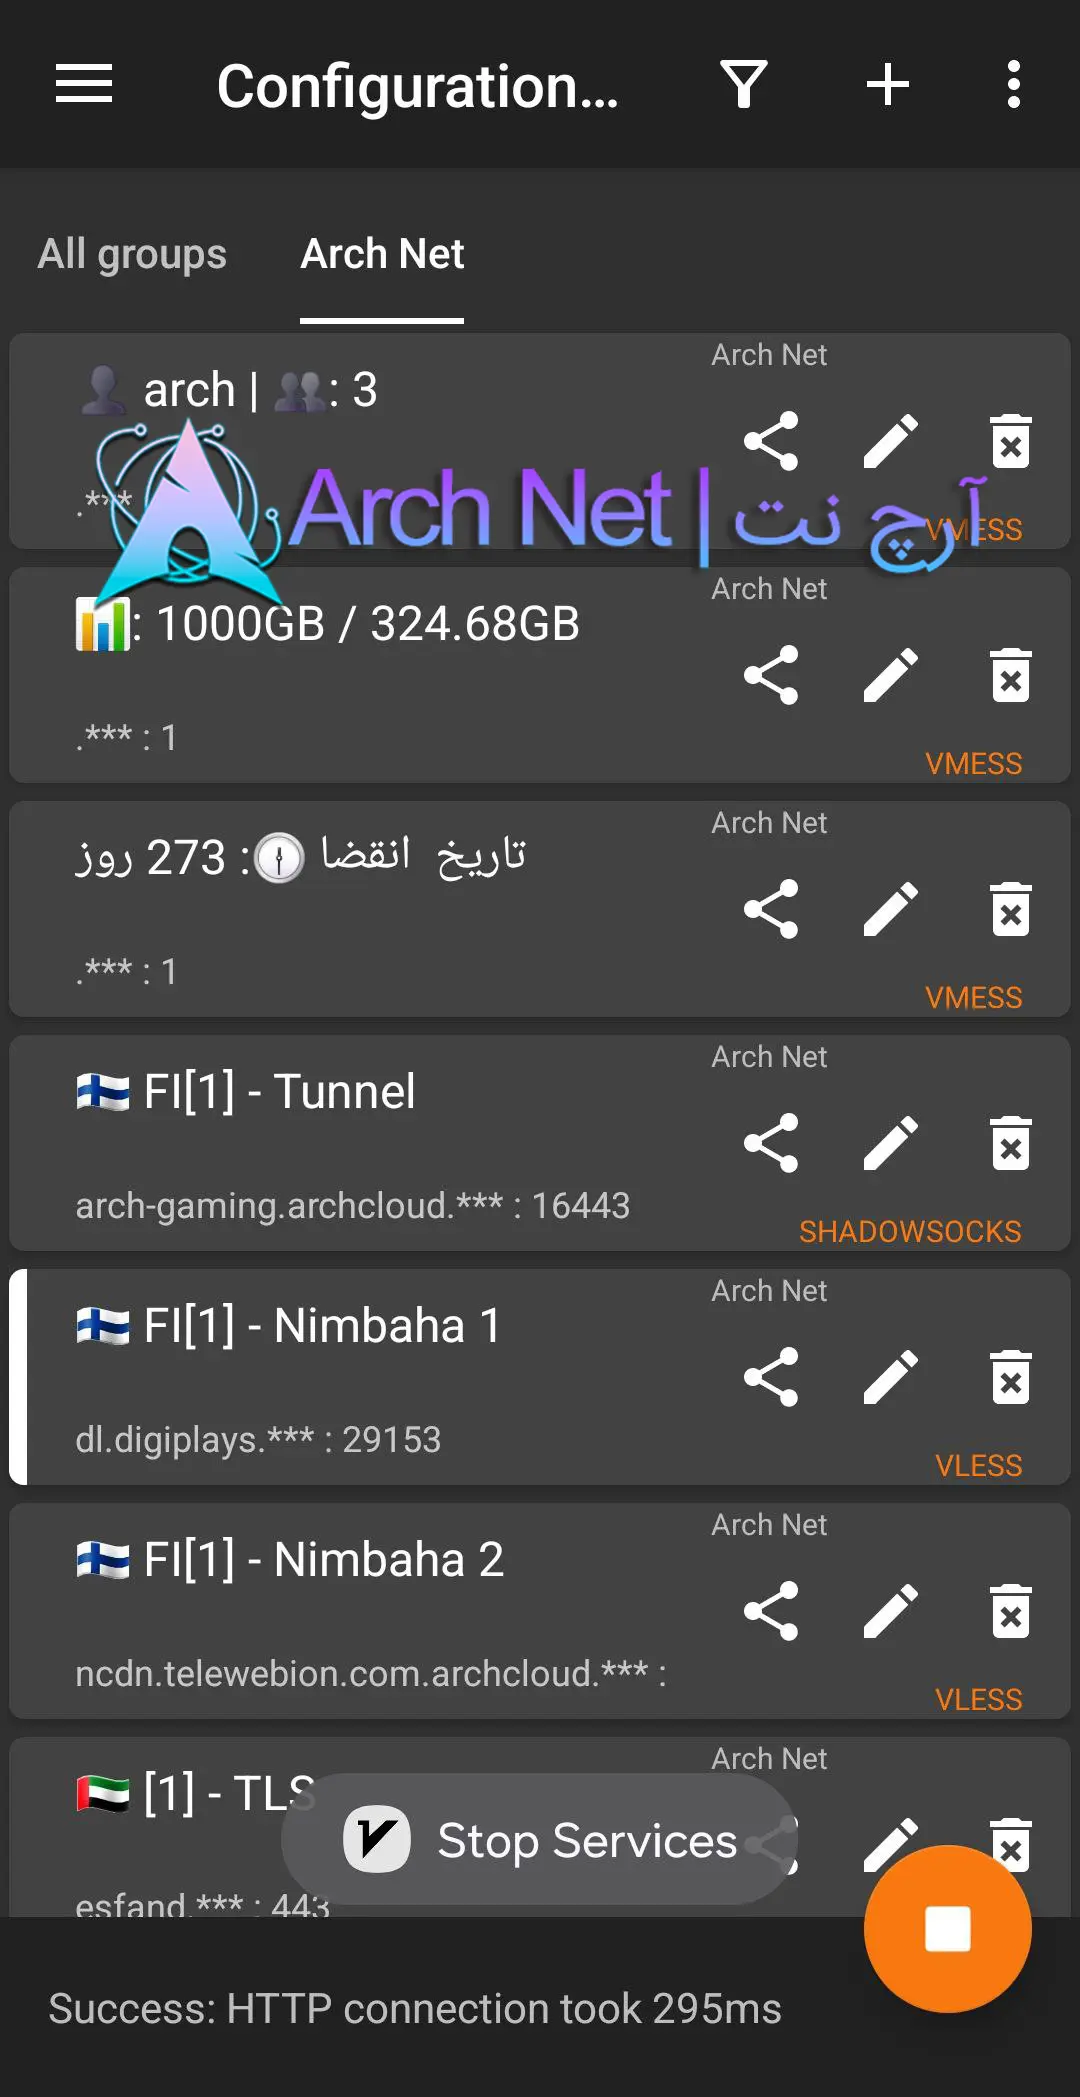 Configuration...
All groups
Arch Net
Arch Net
arch | : 3
.***
VMESS
Arch Net | آرچ نت
Arch Net
: 1000GB / 324.68GB
.*** : 1
VMESS
Arch Net
تاریخ انقضا : 273 روز
.*** : 1
VMESS
Arch Net
FI[1] - Tunnel
arch-gaming.archcloud.*** : 16443
SHADOWSOCKS
Arch Net
FI[1] - Nimbaha 1
dl.digiplays.*** : 29153
VLESS
Arch Net
FI[1] - Nimbaha 2
ncdn.telewebion.com.archcloud.*** :
VLESS
Arch Net
[1] - TLS
Stop Services
esfand.*** : 443
Success: HTTP connection took 295ms